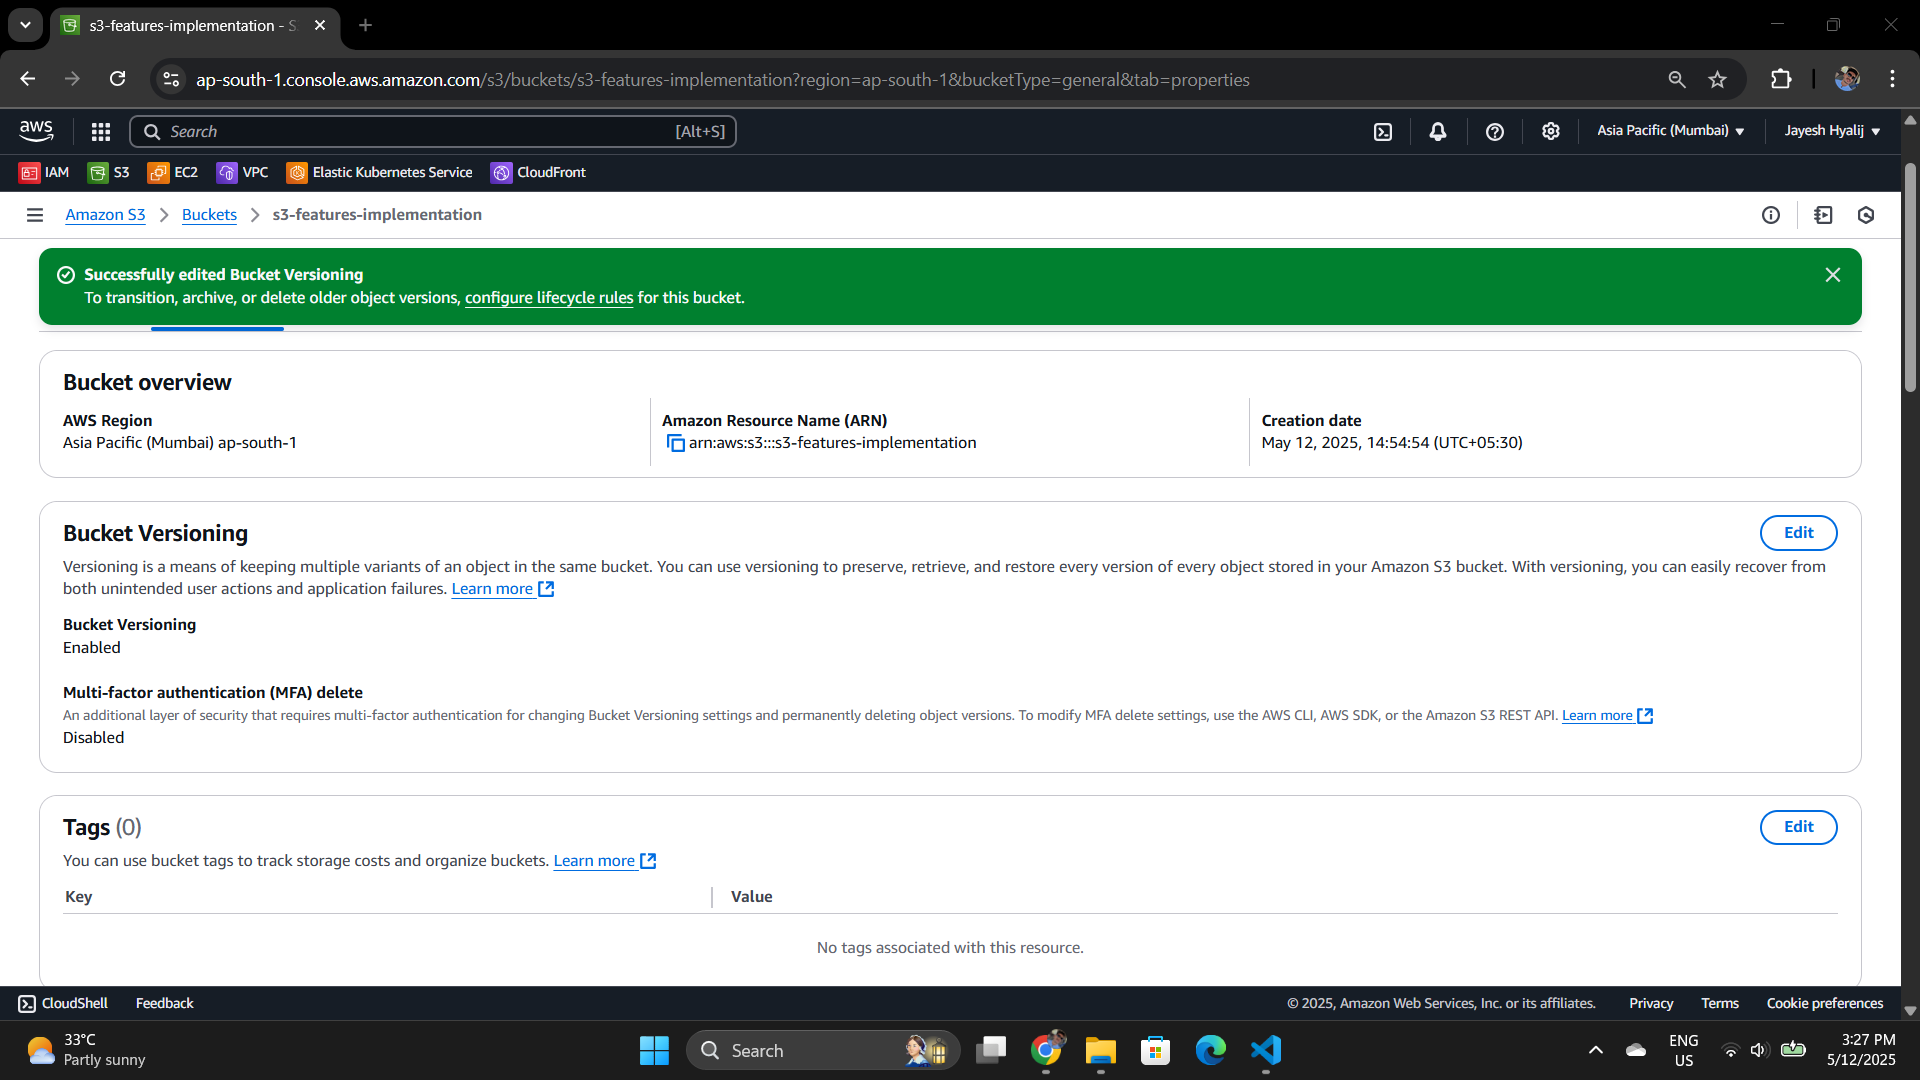 s3-features-implementation - S
ap-south-1.console.aws.amazon.com/s3/buckets/s3-features-implementation?region=ap-south-1&bucketType=general&tab=properties
aws
Search [Alt+S]
Asia Pacific (Mumbai)
Jayesh Hyalij
IAM S3 EC2 VPC Elastic Kubernetes Service CloudFront
Amazon S3 Buckets s3-features-implementation
Successfully edited Bucket Versioning
To transition, archive, or delete older object versions, configure lifecycle rules for this bucket.
Bucket overview
AWS Region
Asia Pacific (Mumbai) ap-south-1
Amazon Resource Name (ARN)
arn:aws:s3:::s3-features-implementation
Creation date
May 12, 2025, 14:54:54 (UTC+05:30)
Bucket Versioning
Edit
Versioning is a means of keeping multiple variants of an object in the same bucket. You can use versioning to preserve, retrieve, and restore every version of every object stored in your Amazon S3 bucket. With versioning, you can easily recover from
both unintended user actions and application failures. Learn more
Bucket Versioning
Enabled
Multi-factor authentication (MFA) delete
An additional layer of security that requires multi-factor authentication for changing Bucket Versioning settings and permanently deleting object versions. To modify MFA delete settings, use the AWS CLI, AWS SDK, or the Amazon S3 REST API. Learn more
Disabled
Tags (0)
Edit
You can use bucket tags to track storage costs and organize buckets. Learn more
Key Value
No tags associated with this resource.
CloudShell Feedback © 2025, Amazon Web Services, Inc. or its affiliates. Privacy Terms Cookie preferences
33°C
Partly sunny
Search
ENG
US
3:27 PM
5/12/2025